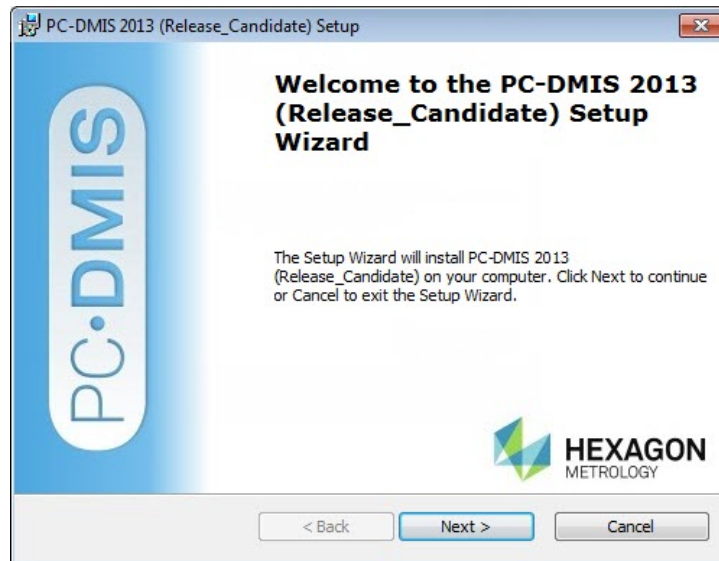 PC-DMIS 2013 (Release_Candidate) Setup
PC•DMIS
Welcome to the PC-DMIS 2013
(Release_Candidate) Setup
Wizard
The Setup Wizard will install PC-DMIS 2013
(Release_Candidate) on your computer. Click Next to continue
or Cancel to exit the Setup Wizard.
HEXAGON
METROLOGY
< Back
Next >
Cancel